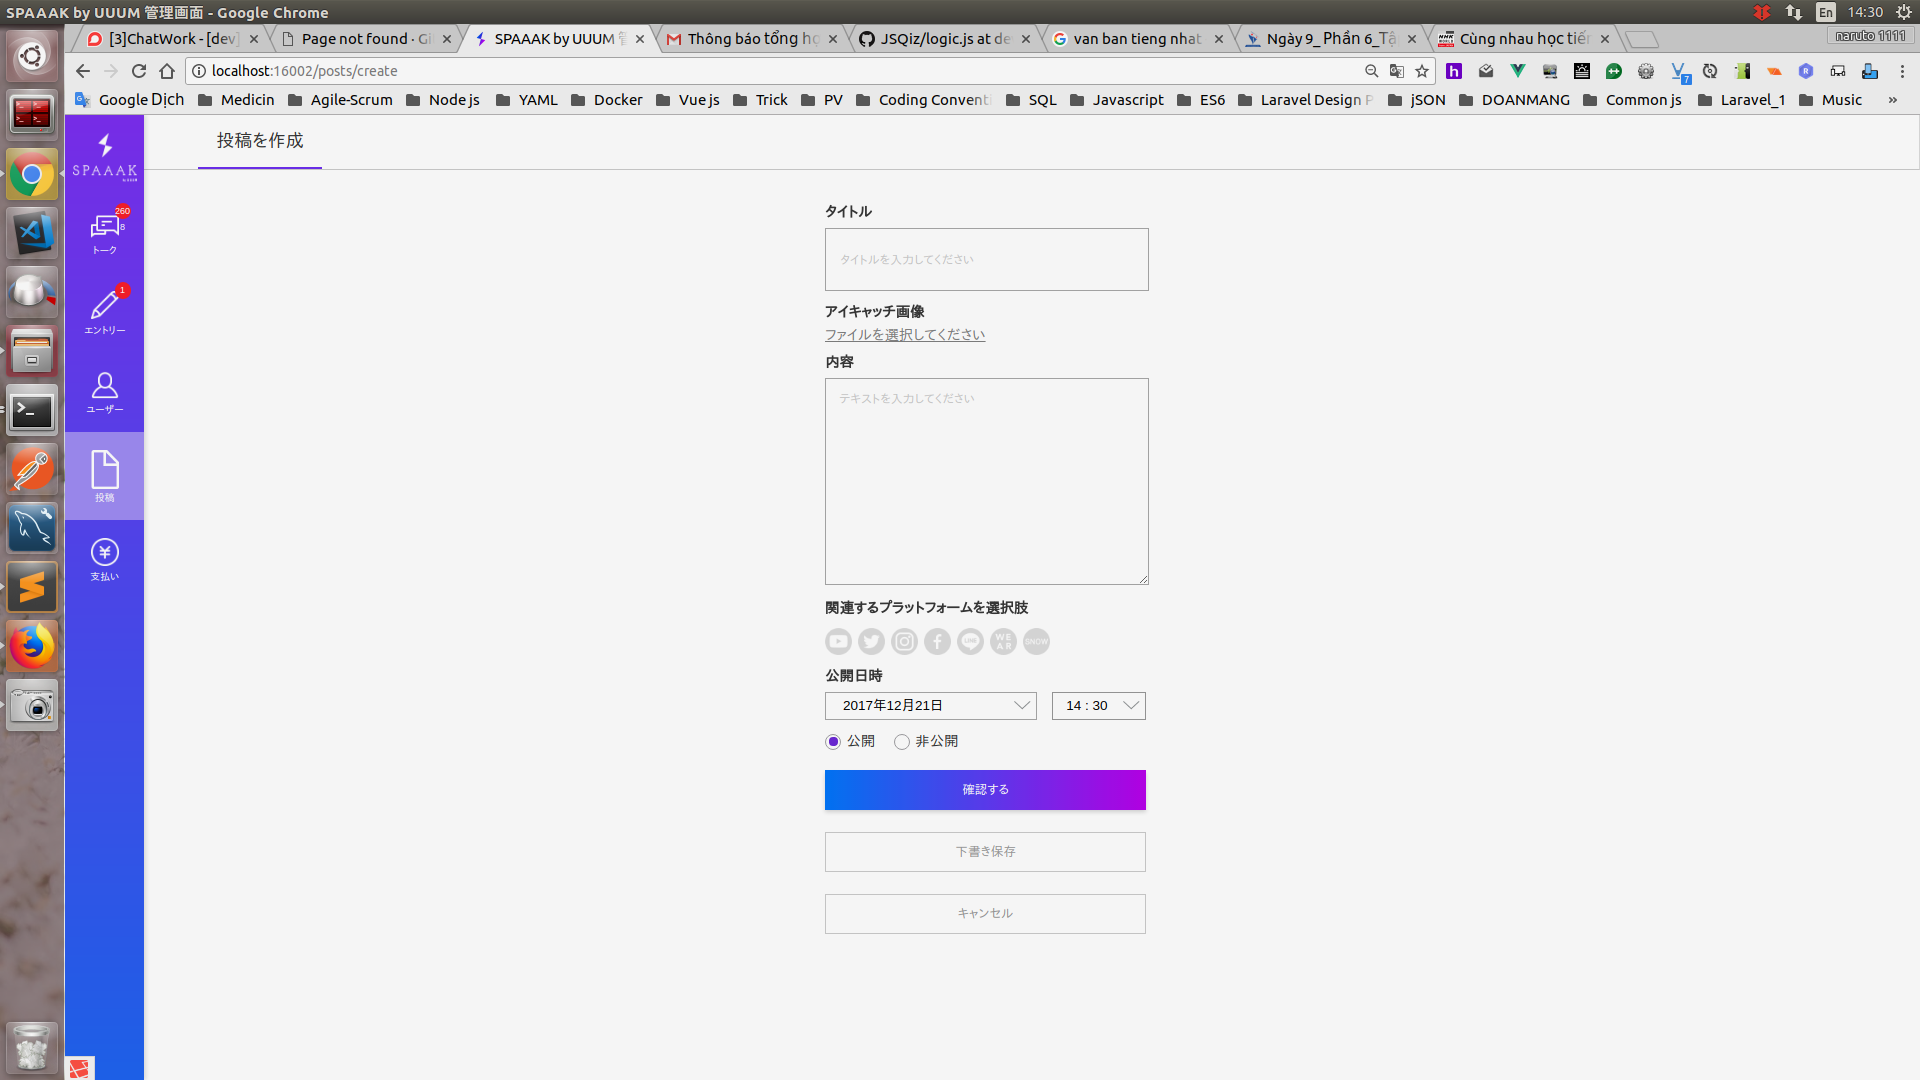 SPAAAK by UUUM 管理画面 - Google Chrome
En
14:30
[3]ChatWork - [dev]
Page not found · Gi
SPAAAK by UUUM 管
Thông báo tổng hợ
JSQiz/logic.js at de
van ban tieng nhat
Ngày 9_ Phần 6_Tậ
Cùng nhau học tiến
naruto 1111
localhost:16002/posts/create
7
Google Dịch
Medicin
Agile-Scrum
Node js
YAML
Docker
Vue js
Trick
PV
Coding Conventi
SQL
Javascript
ES6
Laravel Design P
jSON
DOANMANG
Common js
Laravel_1
Music
»
SPAAAK
260
8
トーク
1
エントリー
ユーザー
投稿
支払い
投稿を作成
タイトル
タイトルを入力してください
アイキャッチ画像
ファイルを選択してください
内容
テキストを入力してください
関連するプラットフォームを選択肢
LINE
WE
AR
SNOW
公開日時
2017年12月21日
14 : 30
公開
非公開
確認する
下書き保存
キャンセル